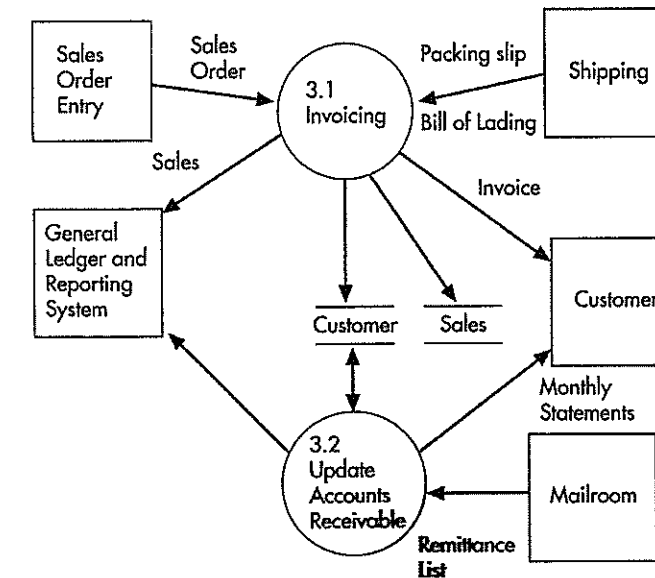 Sales
Order
Entry
Sales
Order
3.1
Invoicing
Packing slip
Bill of Lading
Shipping
Sales
Invoice
General
Ledger and
Reporting
System
Customer
Sales
Customer
Monthly
Statements
3.2
Update
Accounts
Receivable
Mailroom
Remittance
List